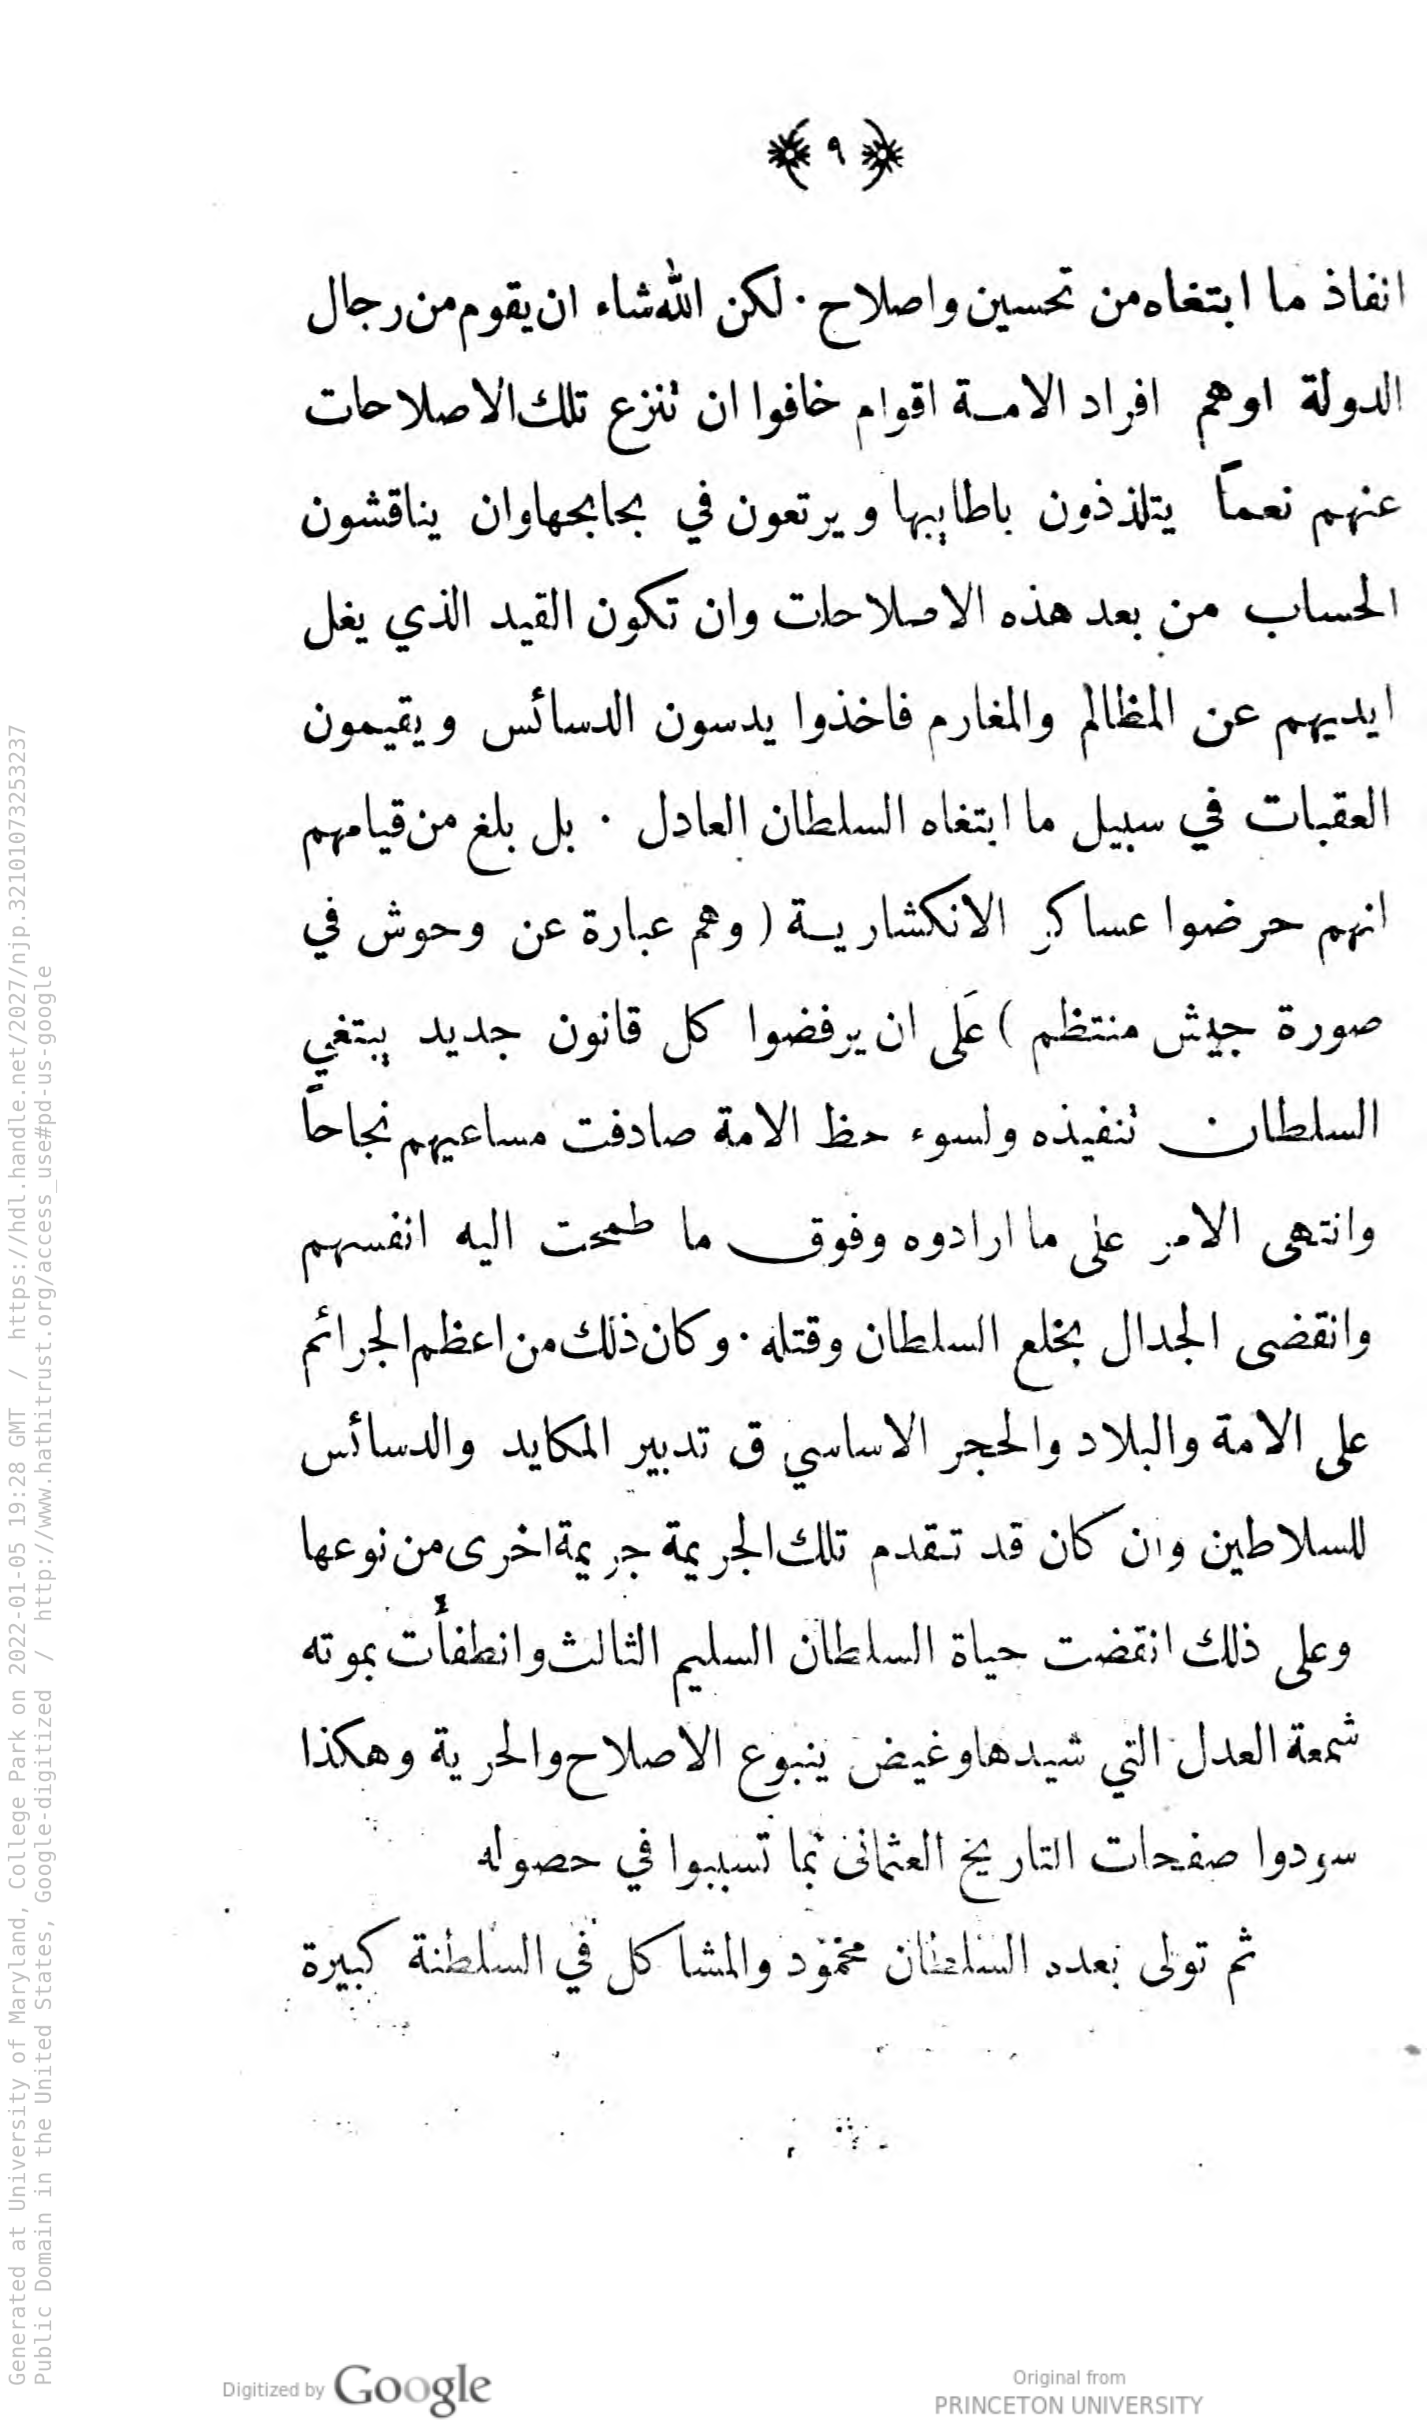 ﴿ ٩ ﴾
انفاذ ما ابتغاه من تحسين واصلاح · لكن الله شاء ان يقوم من رجال
الدولة اوهم افراد الامة اقوام خافوا ان تنزع تلك الاصلاحات
عنهم نعماً يتلذذون باطايبها ويرتعون في بحابحها وان يناقشون
الحساب من بعد هذه الاصلاحات وان تكون القيد الذي يغل
ايديهم عن المظالم والمغارم فاخذوا يدسون الدسائس ويقيمون
العقبات في سبيل ما ابتغاه السلطان العادل · بل بلغ من قيامهم
انهم حرضوا عساكر الانكشارية ( وهم عبارة عن وحوش في
صورة جيش منتظم ) عَلى ان يرفضوا كل قانون جديد يبتغي
السلطان تنفيذه ولسوء حظ الامة صادفت مساعيهم نجاحاً
وانتهى الامر على ما ارادوه وفوق ما طمحت اليه انفسهم
وانقضى الجدال بخلع السلطان وقتله · وكان ذلك من اعظم الجرائم
على الامة والبلاد والحجر الاساسي ق تدبير المكايد والدسائس
للسلاطين وان كان قد تقدم تلك الجريمة جريمة اخرى من نوعها
وعلى ذلك انقضت حياة السلطان السليم الثالث وانطفأت بموته
شمعة العدل التي شيدها وغيض ينبوع الاصلاح والحرية وهكذا
سودوا صفحات التاريخ العثمانى بما تسببوا في حصوله
ثم تولى بعده السلطان محمود والمشاكل في السلطنة كبيرة
Generated at University of Maryland, College Park on 2022-01-05 19:28 GMT / https://hdl.handle.net/2027/njp.32101073253237
Public Domain in the United States, Google-digitized / http://www.hathitrust.org/access_use#pd-us-google
Digitized by Google
Original from
PRINCETON UNIVERSITY